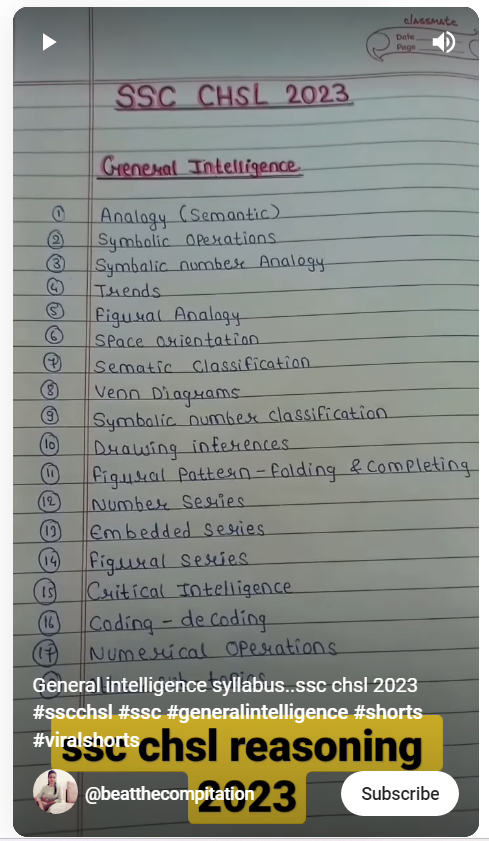 classmate
Date
Page
SSC CHSL 2023
General Intelligence
1 Analogy (Semantic)
2 Symbolic Operations
3 Symbalic number Analogy
4 Trends
5 Figural Analogy
6 Space orientation
7 Sematic Classification
8 Venn Diagrams
9 Symbolic number classification
10 Drawing inferences
11 Figural Pattern-folding & Completing
12 Number Series
13 Embedded Series
14 figural series
15 Critical Intelligence
16 Coding - de coding
17 Numerical Operations
General intelligence syllabus..ssc chsl 2023
#sscchsl #ssc #generalintelligence #shorts
#viralshorts
ssc chsl reasoning
2023
@beatthecompitation
Subscribe